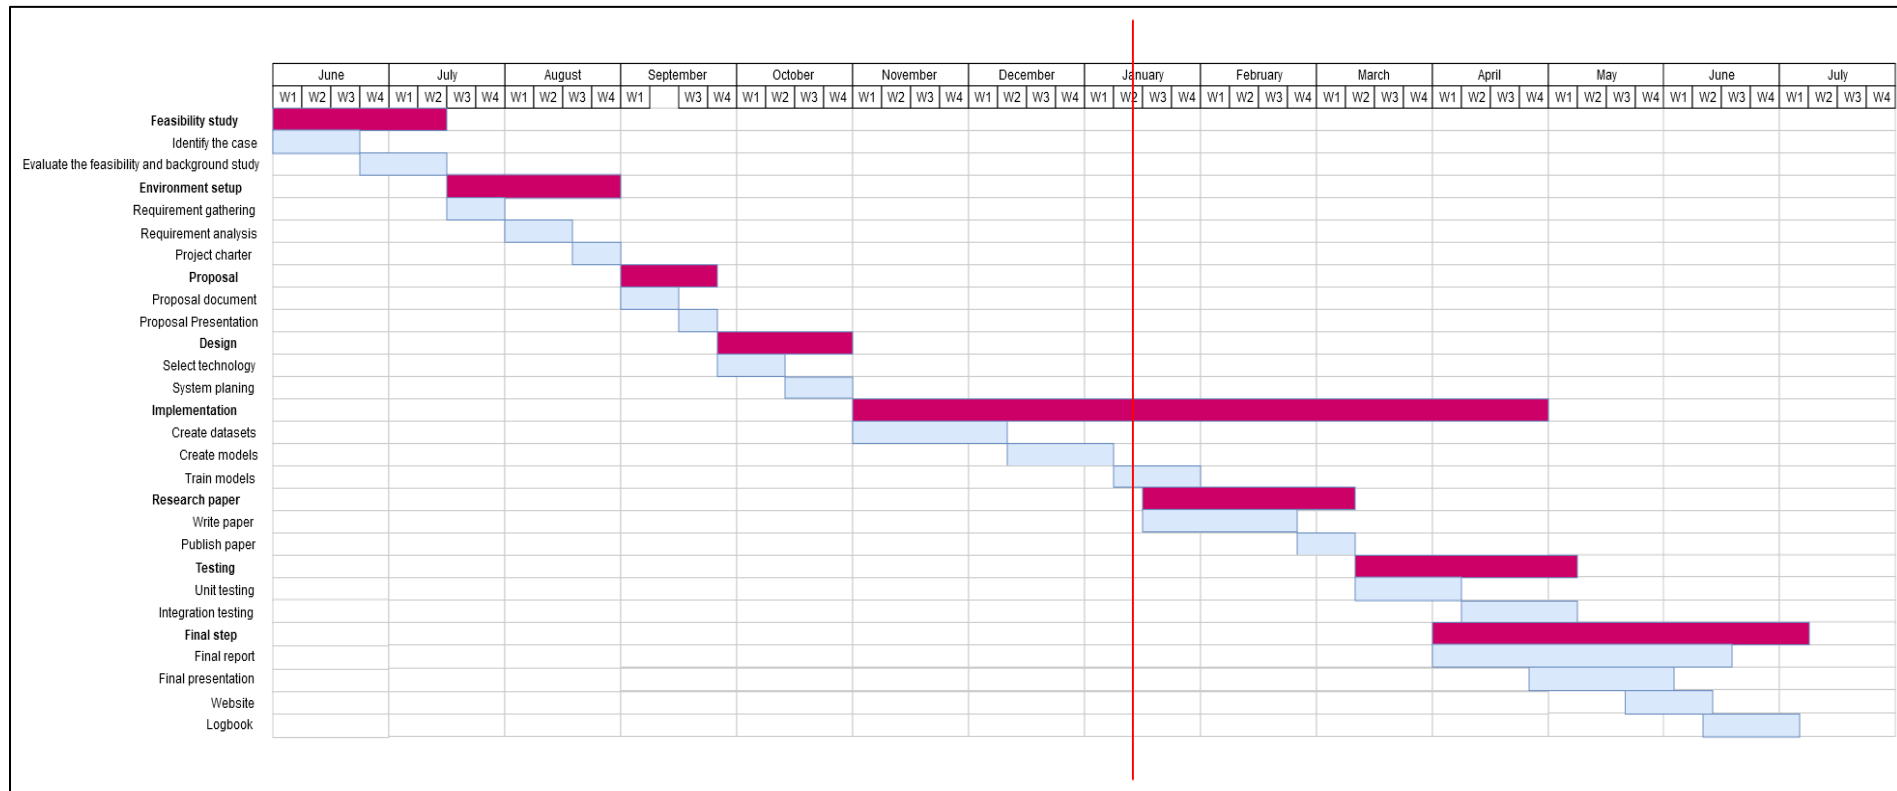 June July August September October November December January February March April May June July
W1 W2 W3 W4 W1 W2 W3 W4 W1 W2 W3 W4 W1 W3 W4 W1 W2 W3 W4 W1 W2 W3 W4 W1 W2 W3 W4 W1 W2 W3 W4 W1 W2 W3 W4 W1 W2 W3 W4 W1 W2 W3 W4 W1 W2 W3 W4 W1 W2 W3 W4 W1 W2 W3 W4
Feasibility study
Identify the case
Evaluate the feasibility and background study
Environment setup
Requirement gathering
Requirement analysis
Project charter
Proposal
Proposal document
Proposal Presentation
Design
Select technology
System planing
Implementation
Create datasets
Create models
Train models
Research paper
Write paper
Publish paper
Testing
Unit testing
Integration testing
Final step
Final report
Final presentation
Website
Logbook